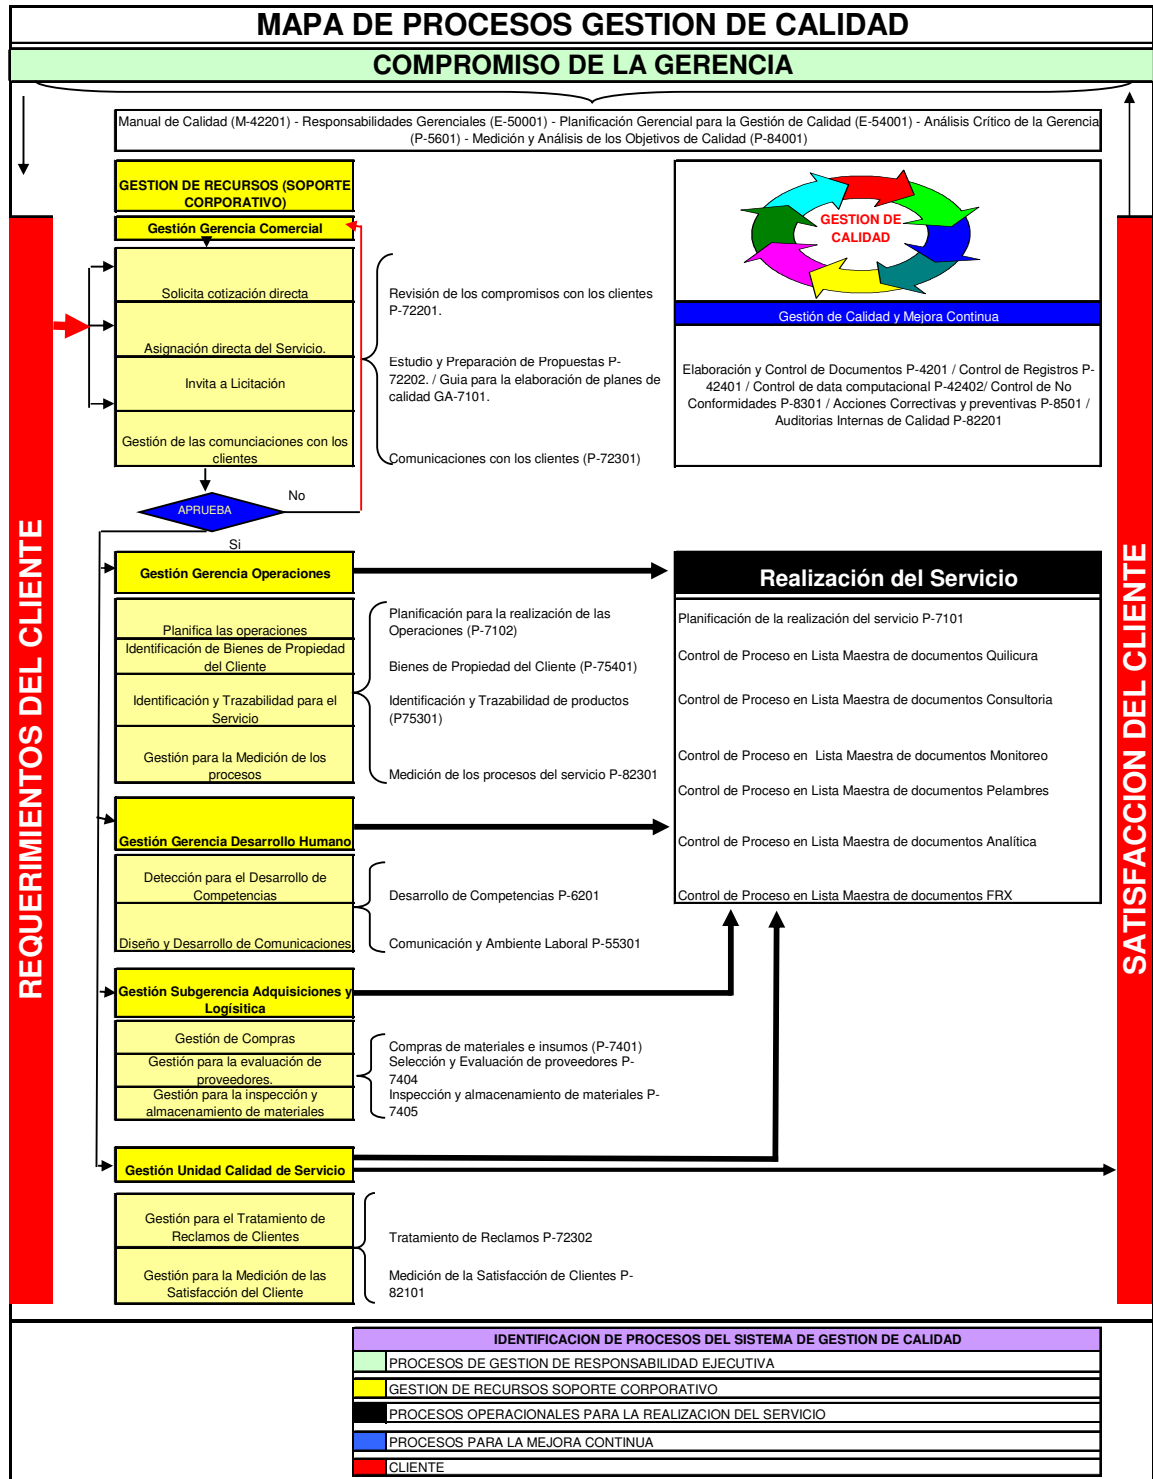 MAPA DE PROCESOS GESTION DE CALIDAD
COMPROMISO DE LA GERENCIA
Manual de Calidad (M-42201) - Responsabilidades Gerenciales (E-50001) - Planificación Gerencial para la Gestión de Calidad (E-54001) - Análisis Crítico de la Gerencia
(P-5601) - Medición y Análisis de los Objetivos de Calidad (P-84001)
REQUERIMIENTOS DEL CLIENTE
GESTION DE RECURSOS (SOPORTE
CORPORATIVO)
Gestión Gerencia Comercial
Solicita cotización directa
Asignación directa del Servicio.
Invita a Licitación
Gestión de las comunciaciones con los
clientes
Revisión de los compromisos con los clientes
P-72201.
Estudio y Preparación de Propuestas P-
72202. / Guia para la elaboración de planes de
calidad GA-7101.
Comunicaciones con los clientes (P-72301)
GESTION DE
CALIDAD
Gestión de Calidad y Mejora Continua
Elaboración y Control de Documentos P-4201 / Control de Registros P-
42401 / Control de data computacional P-42402/ Control de No
Conformidades P-8301 / Acciones Correctivas y preventivas P-8501 /
Auditorias Internas de Calidad P-82201
APRUEBA
No
Si
Gestión Gerencia Operaciones
Planifica las operaciones
Identificación de Bienes de Propiedad
del Cliente
Identificación y Trazabilidad para el
Servicio
Gestión para la Medición de los
procesos
Planificación para la realización de las
Operaciones (P-7102)
Bienes de Propiedad del Cliente (P-75401)
Identificación y Trazabilidad de productos
(P75301)
Medición de los procesos del servicio P-82301
Realización del Servicio
Planificación de la realización del servicio P-7101
Control de Proceso en Lista Maestra de documentos Quilicura
Control de Proceso en Lista Maestra de documentos Consultoria
Control de Proceso en  Lista Maestra de documentos Monitoreo
Control de Proceso en Lista Maestra de documentos Pelambres
Control de Proceso en Lista Maestra de documentos Analítica
Control de Proceso en Lista Maestra de documentos FRX
Gestión Gerencia Desarrollo Humano
Detección para el Desarrollo de
Competencias
Diseño y Desarrollo de Comunicaciones
Desarrollo de Competencias P-6201
Comunicación y Ambiente Laboral P-55301
Gestión Subgerencia Adquisiciones y
Logísitica
Gestión de Compras
Gestión para la evaluación de
proveedores.
Gestión para la inspección y
almacenamiento de materiales
Compras de materiales e insumos (P-7401)
Selección y Evaluación de proveedores P-
7404
Inspección y almacenamiento de materiales P-
7405
Gestión Unidad Calidad de Servicio
Gestión para el Tratamiento de
Reclamos de Clientes
Gestión para la Medición de las
Satisfacción del Cliente
Tratamiento de Reclamos P-72302
Medición de la Satisfacción de Clientes P-
82101
SATISFACCION DEL CLIENTE
IDENTIFICACION DE PROCESOS DEL SISTEMA DE GESTION DE CALIDAD
PROCESOS DE GESTION DE RESPONSABILIDAD EJECUTIVA
GESTION DE RECURSOS SOPORTE CORPORATIVO
PROCESOS OPERACIONALES PARA LA REALIZACION DEL SERVICIO
PROCESOS PARA LA MEJORA CONTINUA
CLIENTE